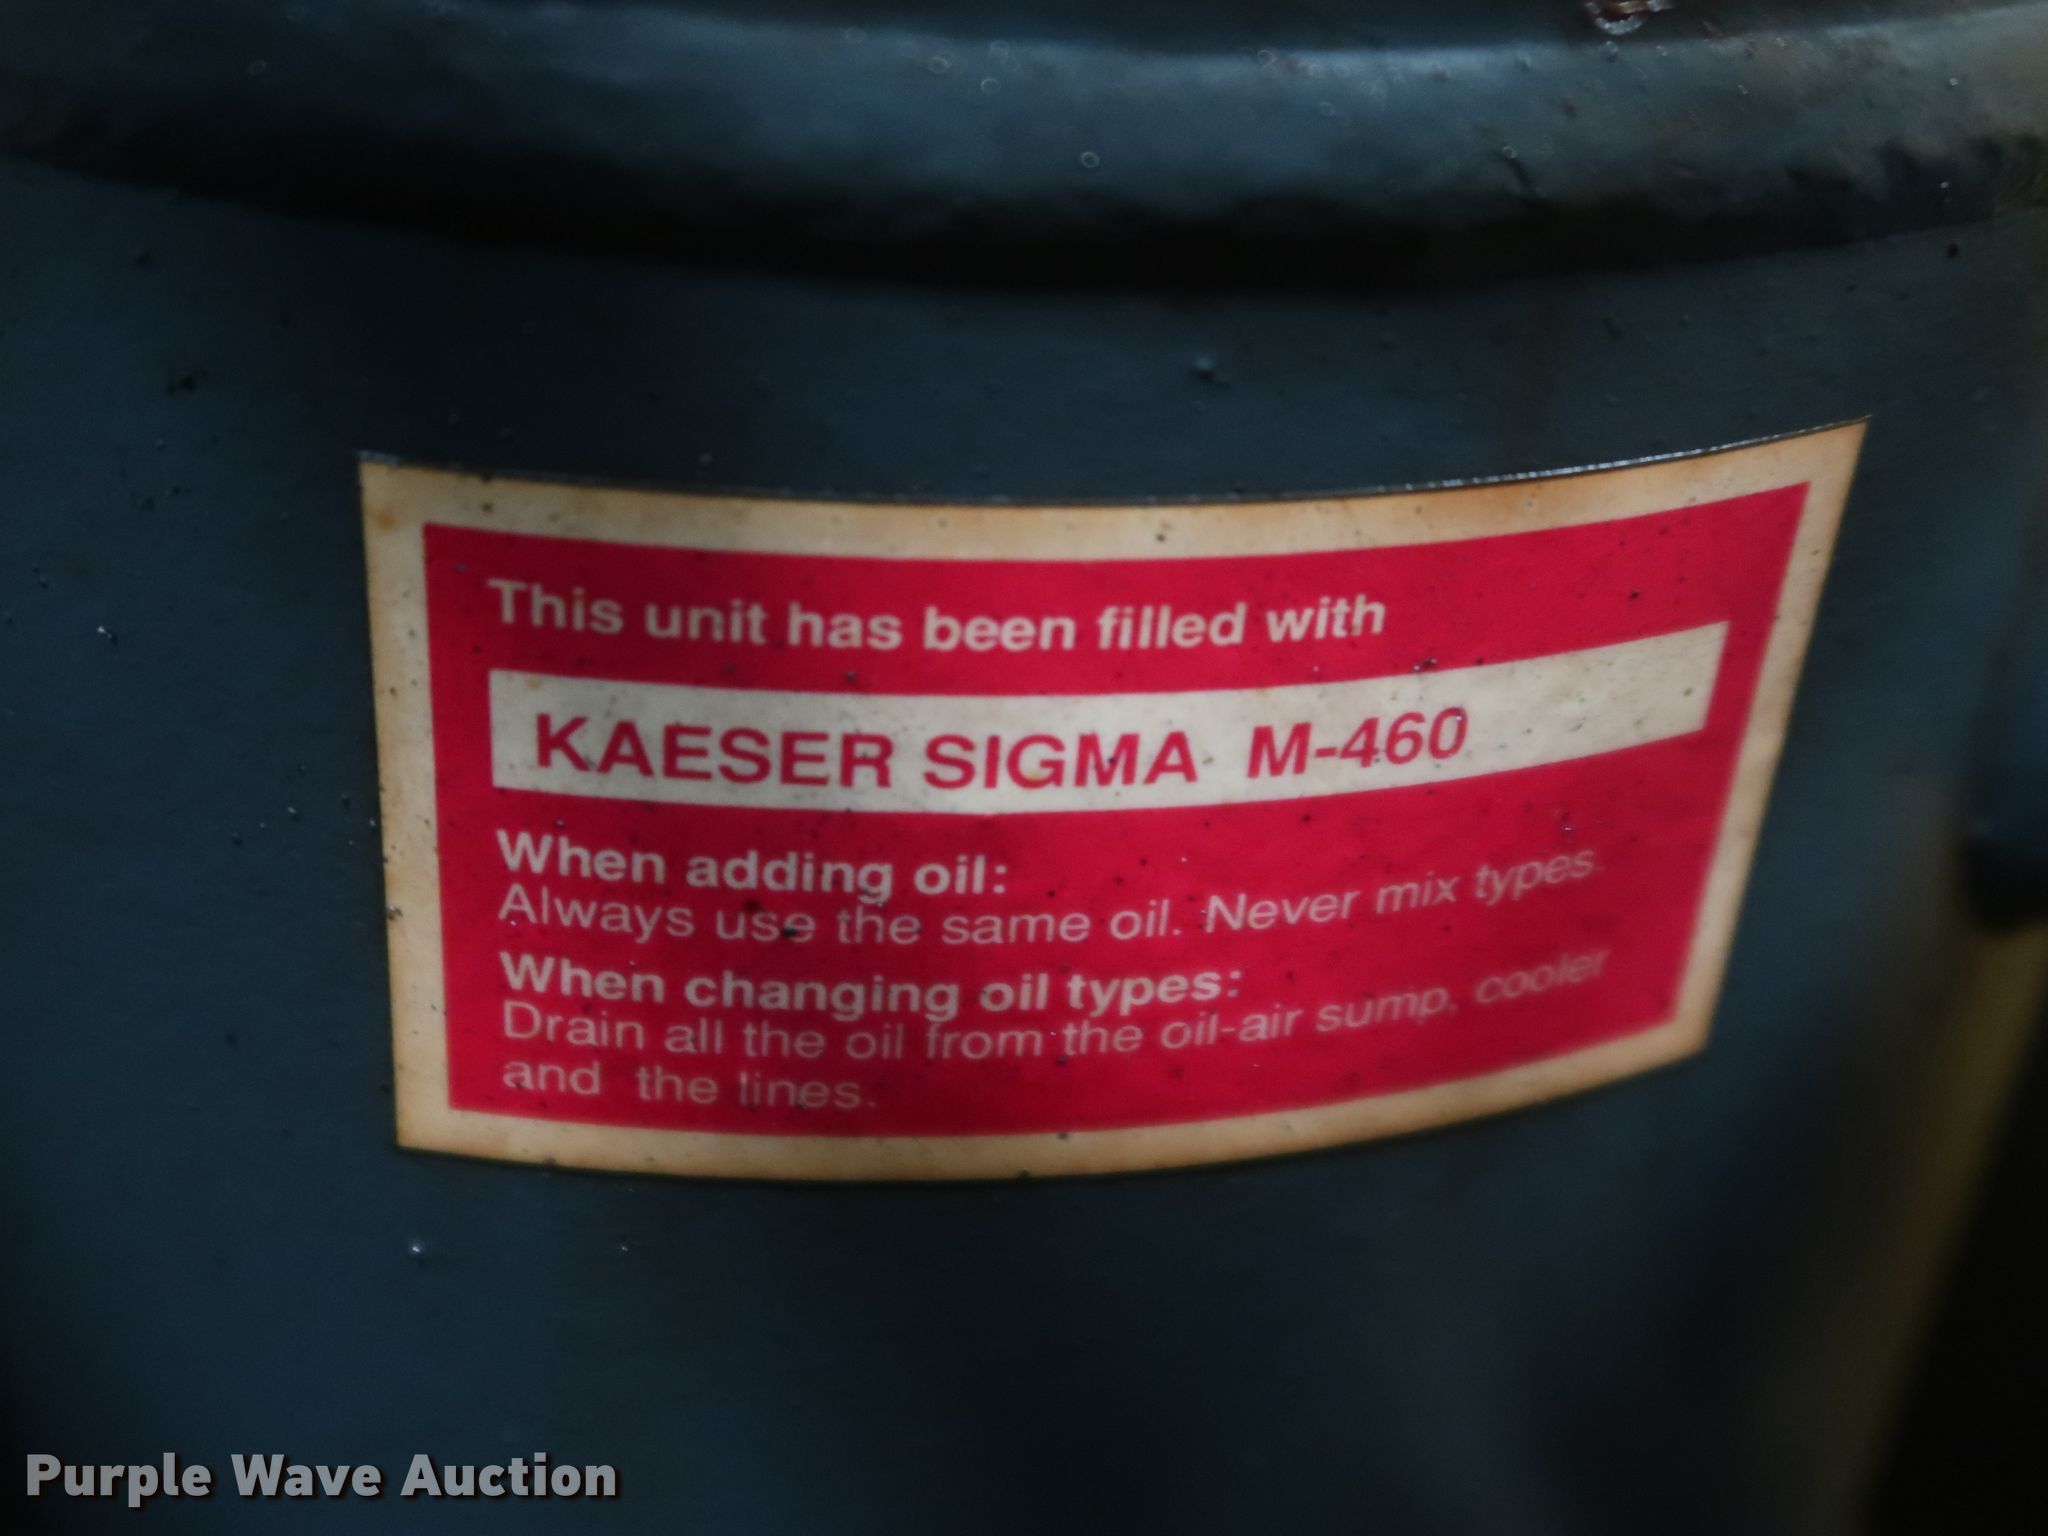 This unit has been filled with
KAESER SIGMA M-460
When adding oil:
Always use the same oil. Never mix types.
When changing oil types:
Drain all the oil from the oil-air sump, cooler
and the lines.
Purple Wave Auction